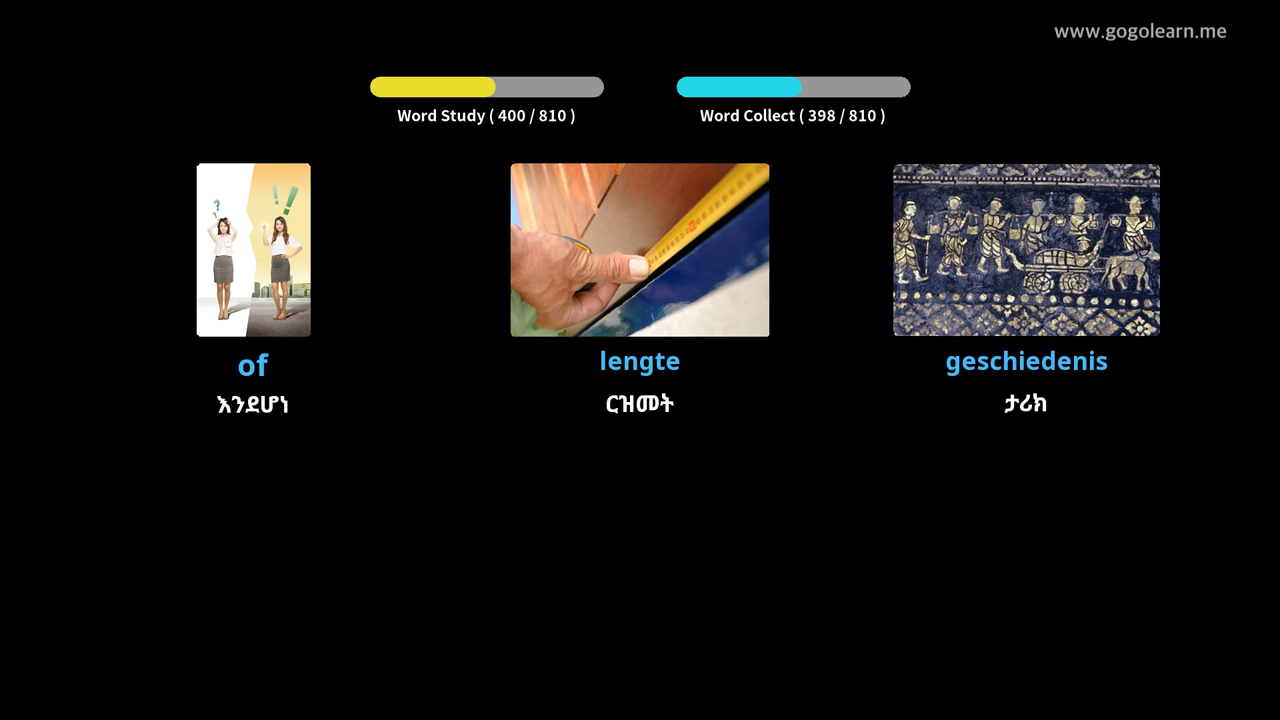 www.gogolearn.me
Word Study ( 400 / 810 )
Word Collect ( 398 / 810 )
of
እንደሆነ
lengte
ርዝመት
geschiedenis
ታሪክ